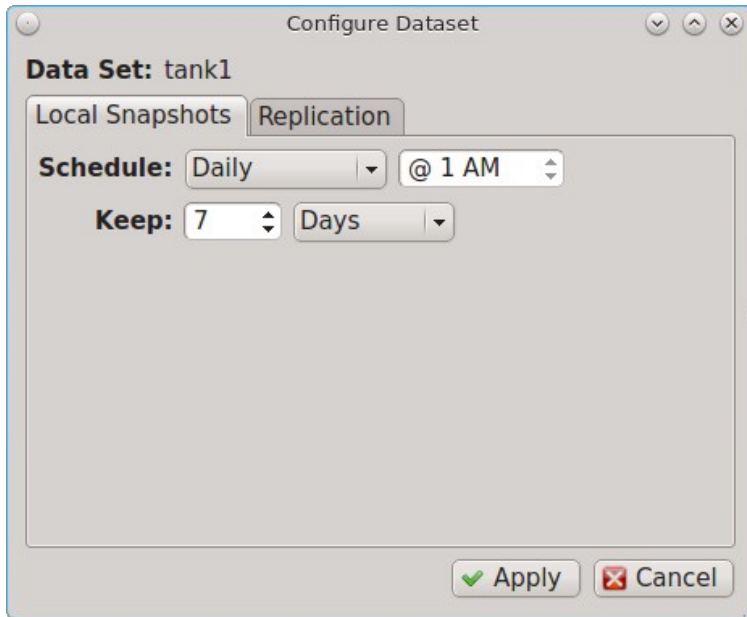 Configure Dataset
Data Set: tank1
Local Snapshots Replication
Schedule: Daily @ 1 AM
Keep: 7 Days
Apply Cancel